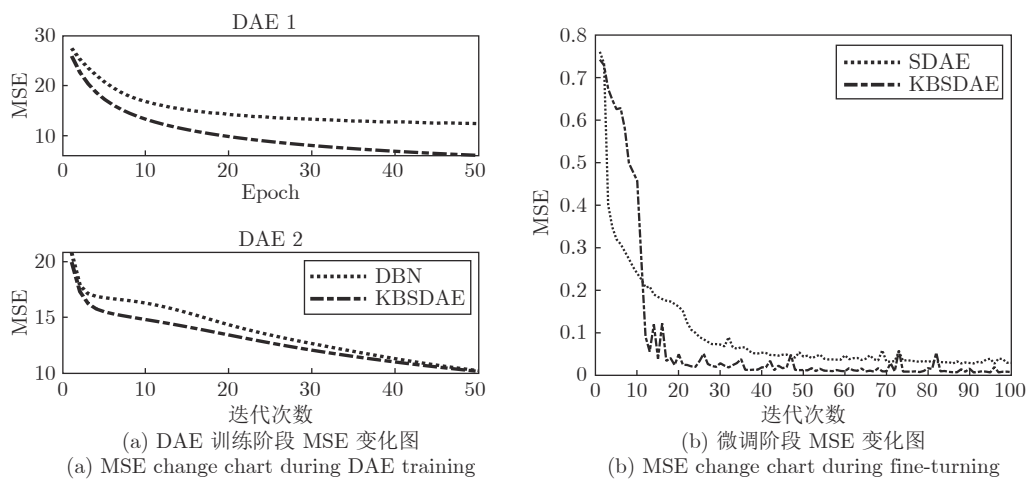 DAE 1
30
20
10
MSE
0 10 20 30 40 50
Epoch
DAE 2
20
15
10
MSE
DBN
KBSDAE
0 10 20 30 40 50
迭代次数
(a) DAE 训练阶段 MSE 变化图
(a) MSE change chart during DAE training
0.8
0.7
0.6
0.5
0.4
0.3
0.2
0.1
0
MSE
SDAE
KBSDAE
0 10 20 30 40 50 60 70 80 90 100
迭代次数
(b) 微调阶段 MSE 变化图
(b) MSE change chart during fine-turning